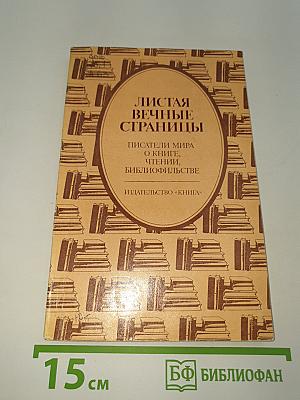 ЛИСТАЯ
ВЕЧНЫЕ
СТРАНИЦЫ
ПИСАТЕЛИ МИРА
О КНИГЕ,
ЧТЕНИИ,
БИБЛИОФИЛЬСТВЕ
ИЗДАТЕЛЬСТВО «КНИГА»
15 см
БФ БИБЛИОФАН